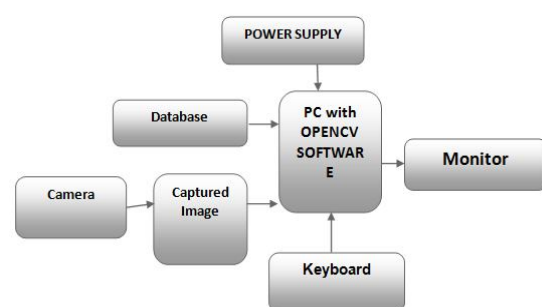 POWER SUPPLY
Database
PC with
OPENCV
SOFTWAR
E
Monitor
Camera
Captured
Image
Keyboard